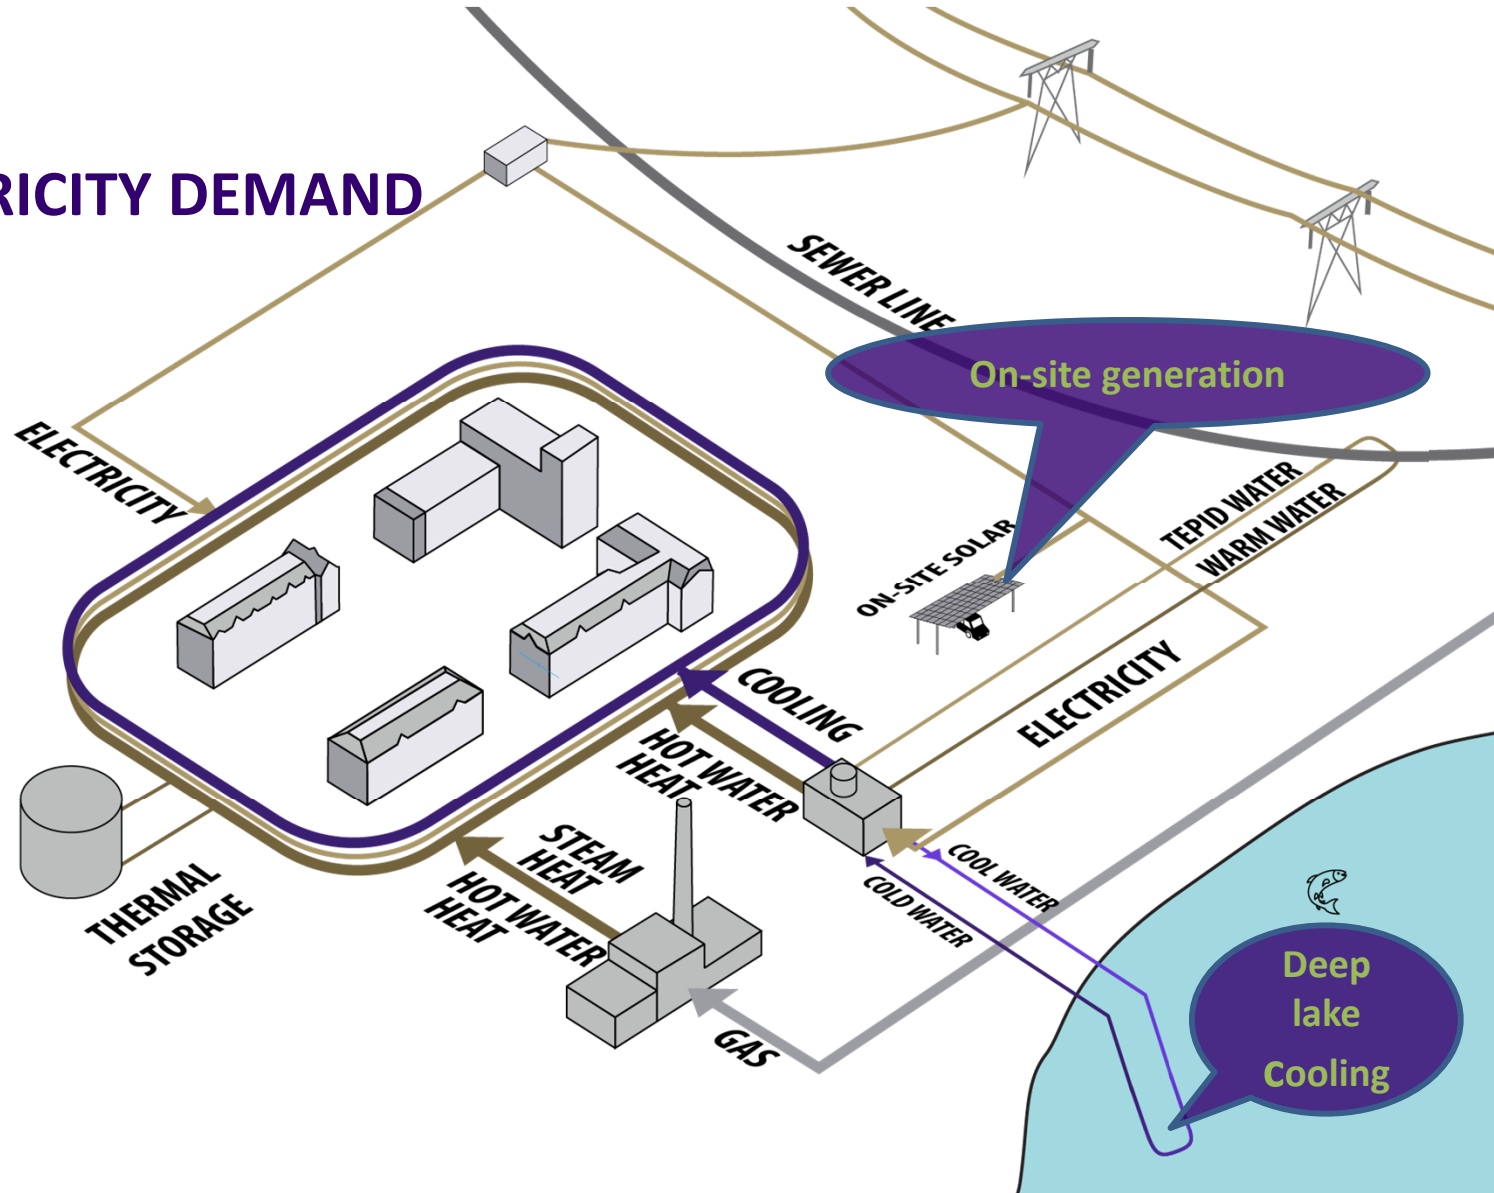 RICITY DEMAND
SEWER LINE
On-site generation
ELECTRICITY
TEPID WATER
WARM WATER
ON-SITE SOLAR
ELECTRICITY
COOLING
HOT WATER
HEAT
STEAM
HEAT
HOT WATER
HEAT
COOL WATER
COLD WATER
THERMAL
STORAGE
GAS
Deep
lake
Cooling